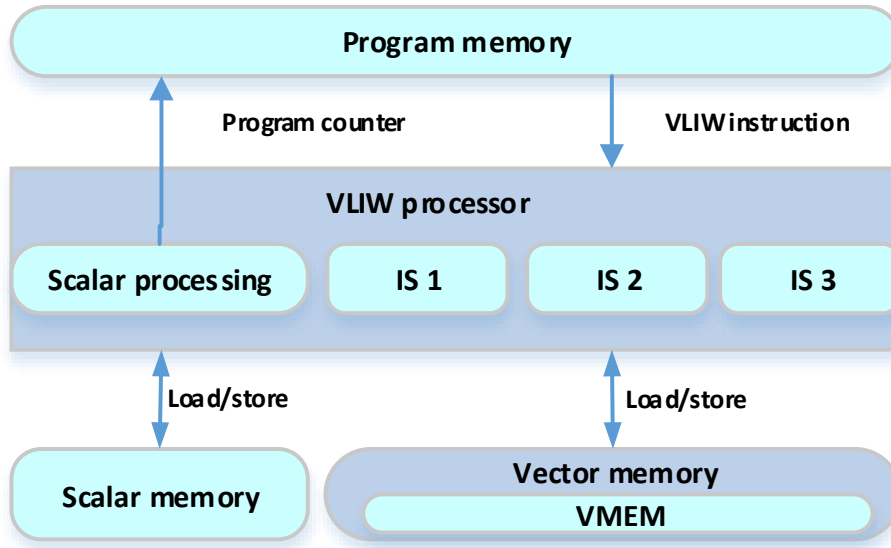 Program memory
Program counter
VLIW instruction
VLIW processor
Scalar processing
IS 1
IS 2
IS 3
Load/store
Load/store
Scalar memory
Vector memory
VMEM